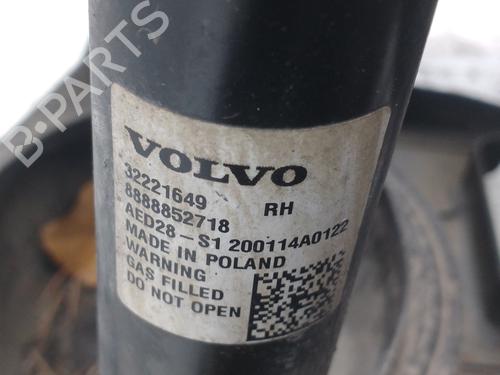 B-PARTS
VOLVO
32221649 RH
8888852718
AED28-S1 200114A0122
MADE IN POLAND
WARNING
GAS FILLED
DO NOT OPEN